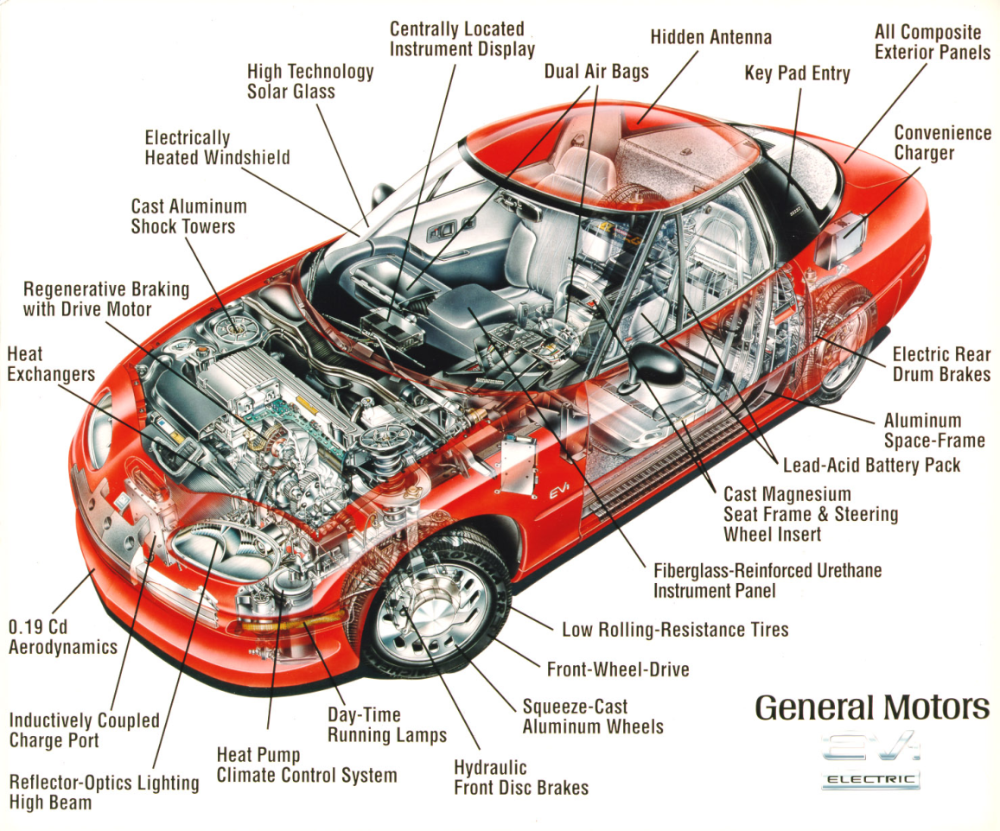 Centrally Located
Instrument Display
Hidden Antenna
All Composite
Exterior Panels
High Technology
Solar Glass
Dual Air Bags
Key Pad Entry
Electrically
Heated Windshield
Convenience
Charger
Cast Aluminum
Shock Towers
Regenerative Braking
with Drive Motor
Heat
Exchangers
Electric Rear
Drum Brakes
Aluminum
Space-Frame
Lead-Acid Battery Pack
Cast Magnesium
Seat Frame & Steering
Wheel Insert
EV1
Fiberglass-Reinforced Urethane
Instrument Panel
0.19 Cd
Aerodynamics
Low Rolling-Resistance Tires
Front-Wheel-Drive
Inductively Coupled
Charge Port
Day-Time
Running Lamps
Squeeze-Cast
Aluminum Wheels
Heat Pump
Climate Control System
Hydraulic
Front Disc Brakes
Reflector-Optics Lighting
High Beam
General Motors
EV1
ELECTRIC